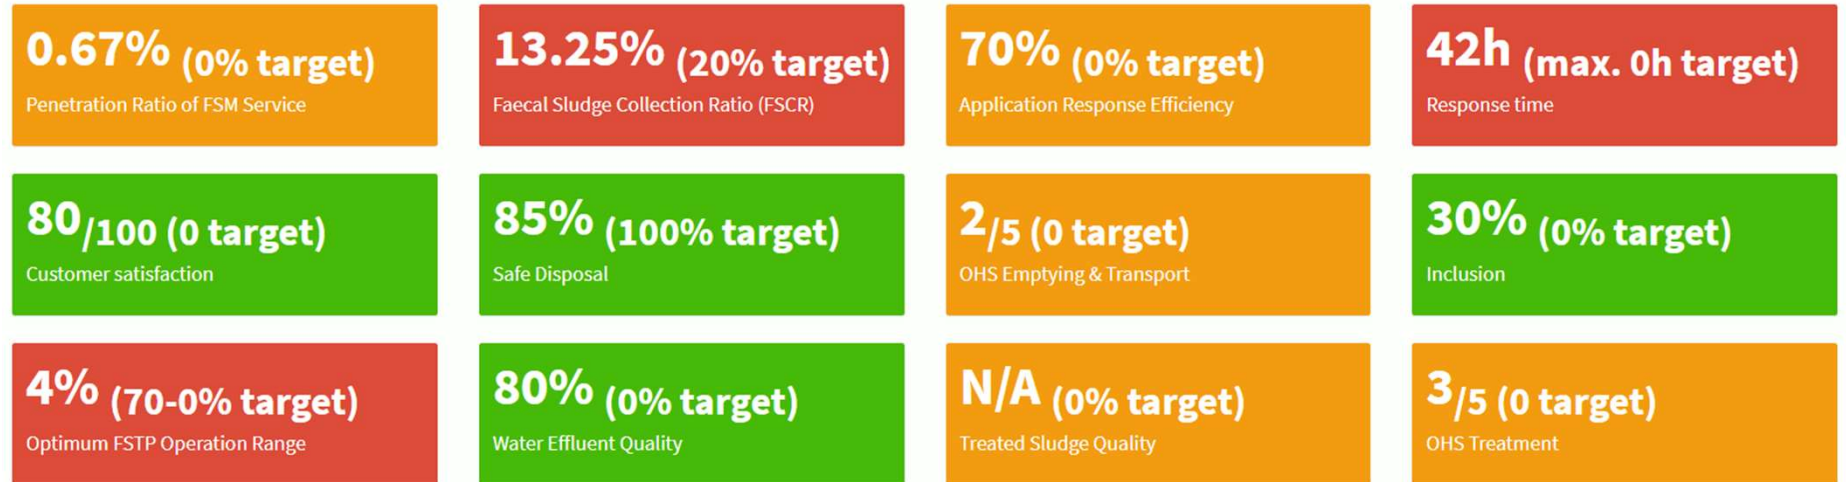 0.67% (0% target)
Penetration Ratio of FSM Service
13.25% (20% target)
Faecal Sludge Collection Ratio (FSCR)
70% (0% target)
Application Response Efficiency
42h (max. 0h target)
Response time
80/100 (0 target)
Customer satisfaction
85% (100% target)
Safe Disposal
2/5 (0 target)
OHS Emptying & Transport
30% (0% target)
Inclusion
4% (70-0% target)
Optimum FSTP Operation Range
80% (0% target)
Water Effluent Quality
N/A (0% target)
Treated Sludge Quality
3/5 (0 target)
OHS Treatment